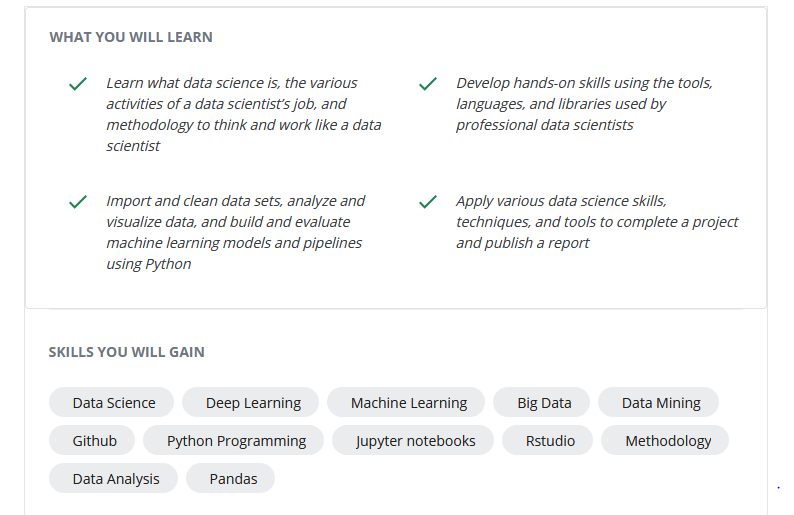 WHAT YOU WILL LEARN
Learn what data science is, the various
activities of a data scientist's job, and
methodology to think and work like a data
scientist
Develop hands-on skills using the tools,
languages, and libraries used by
professional data scientists
Import and clean data sets, analyze and
visualize data, and build and evaluate
machine learning models and pipelines
using Python
Apply various data science skills,
techniques, and tools to complete a project
and publish a report
SKILLS YOU WILL GAIN
Data Science Deep Learning Machine Learning Big Data Data Mining
Github Python Programming Jupyter notebooks Rstudio Methodology
Data Analysis Pandas